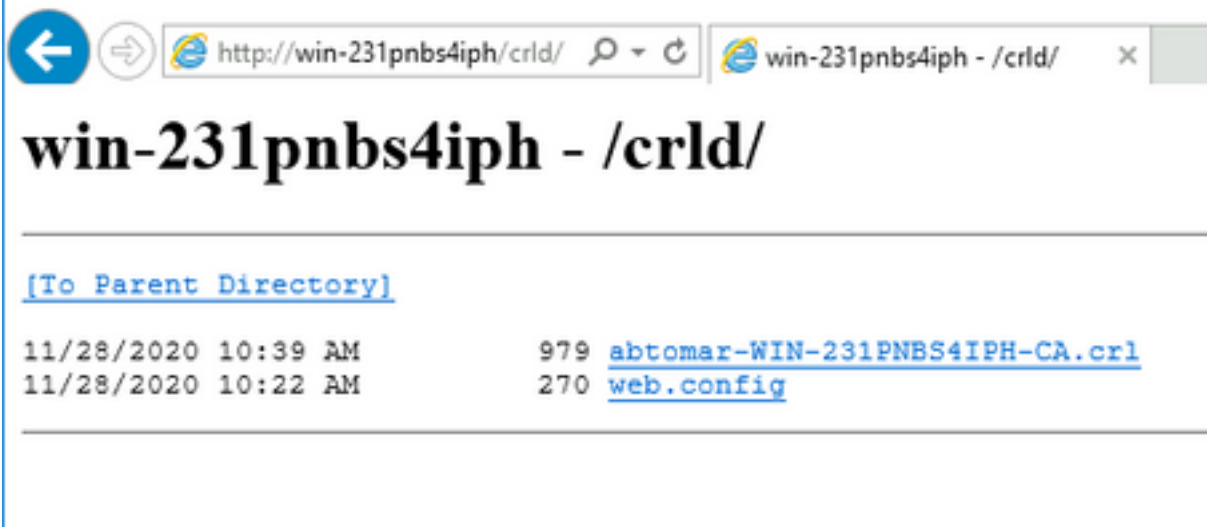 http://win-231pnbs4iph/crld/
win-231pnbs4iph - /crld/
win-231pnbs4iph - /crld/
[To Parent Directory]
11/28/2020 10:39 AM 979 abtomar-WIN-231PNBS4IPH-CA.crl
11/28/2020 10:22 AM 270 web.config